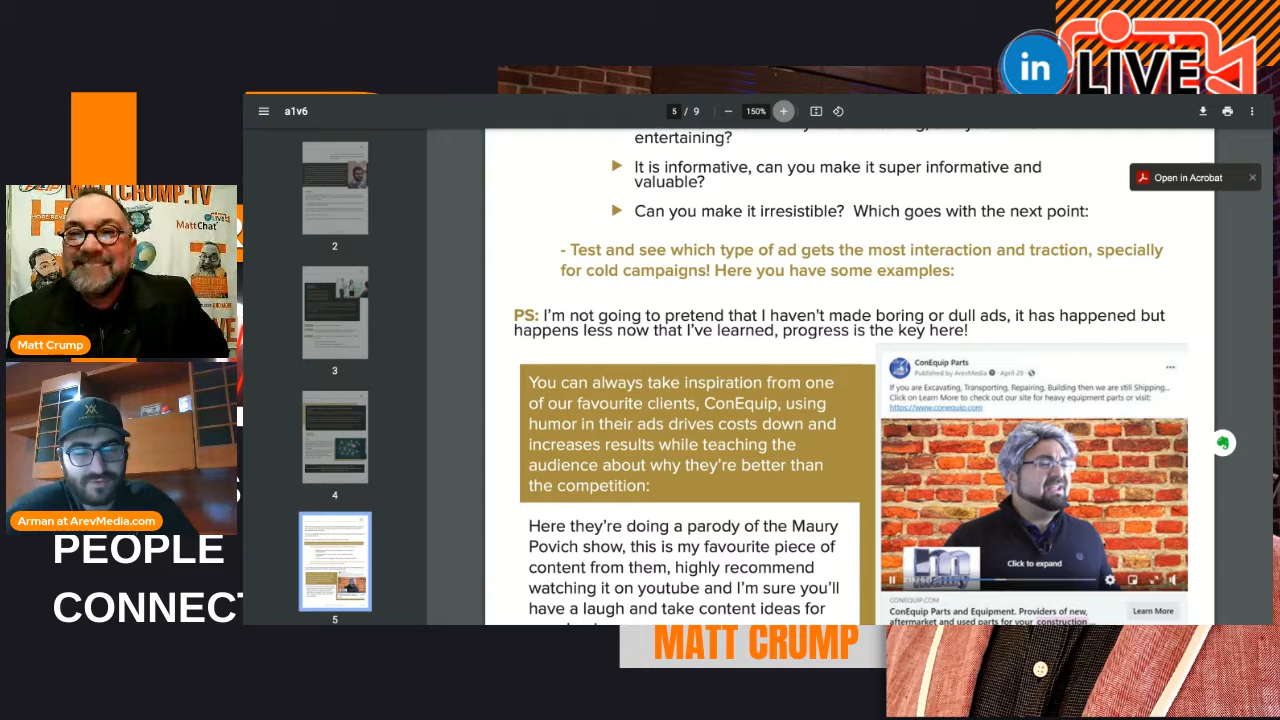 in
LIVE
a1v6
5 / 9
150%
Open in Acrobat
entertaining?
It is informative, can you make it super informative and
valuable?
Can you make it irresistible? Which goes with the next point:
- Test and see which type of ad gets the most interaction and traction, specially
for cold campaigns! Here you have some examples:
PS: I'm not going to pretend that I haven't made boring or dull ads, it has happened but
happens less now that I've learned, progress is the key here!
You can always take inspiration from one
of our favourite clients, ConEquip, using
humor in their ads drives costs down and
increases results while teaching the
audience about why they're better than
the competition:
Here they're doing a parody of the Maury
Povich show, this is my favourite piece of
content from them, highly recommend
watching it on youtube and I'm sure you'll
have a laugh and take content ideas for
ConEquip Parts
Published by ArevMedia · April 29 ·
If you are Excavating, Transporting, Repairing, Building then we are still Shipping...
Click on Learn More to check out our site for heavy equipment parts or visit:
https://www.conequip.com
Click to expand
CONEQUIP.COM
ConEquip Parts and Equipment. Providers of new,
aftermarket and used parts for your construction...
Learn More
2
3
4
5
MATTCRUMP.TV
MattChat
LIVE
Matt Crump
Arman at ArevMedia.com
PEOPLE
CONNECT
MATT CRUMP